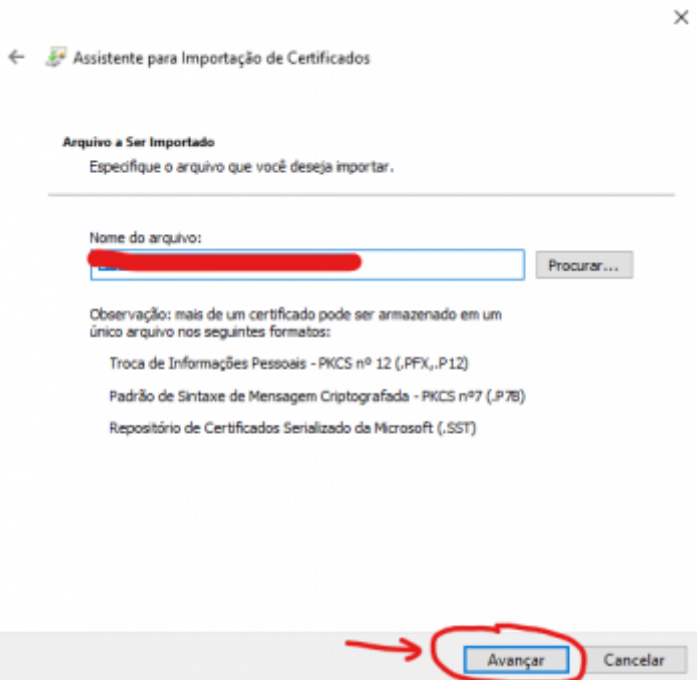 Assistente para Importação de Certificados
Arquivo a Ser Importado
Especifique o arquivo que você deseja importar.
Nome do arquivo:
Procurar...
Observação: mais de um certificado pode ser armazenado em um
único arquivo nos seguintes formatos:
Troca de Informações Pessoais - PKCS nº 12 (.PFX,.P12)
Padrão de Sintaxe de Mensagem Criptografada - PKCS nº7 (.P7B)
Repositório de Certificados Serializado da Microsoft (.SST)
Avançar
Cancelar